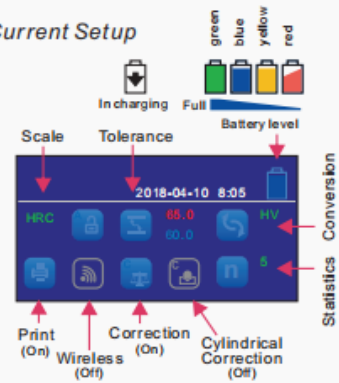 Current Setup
green
blue
yellow
red
In charging
Full
Battery level
Scale
Tolerance
2018-04-10 8:05
HRC
65.0
60.0
HV
Conversion
C
n
5
Statistics
Print
(On)
Wireless
(Off)
Correction
(On)
Cylindrical
Correction
(Off)